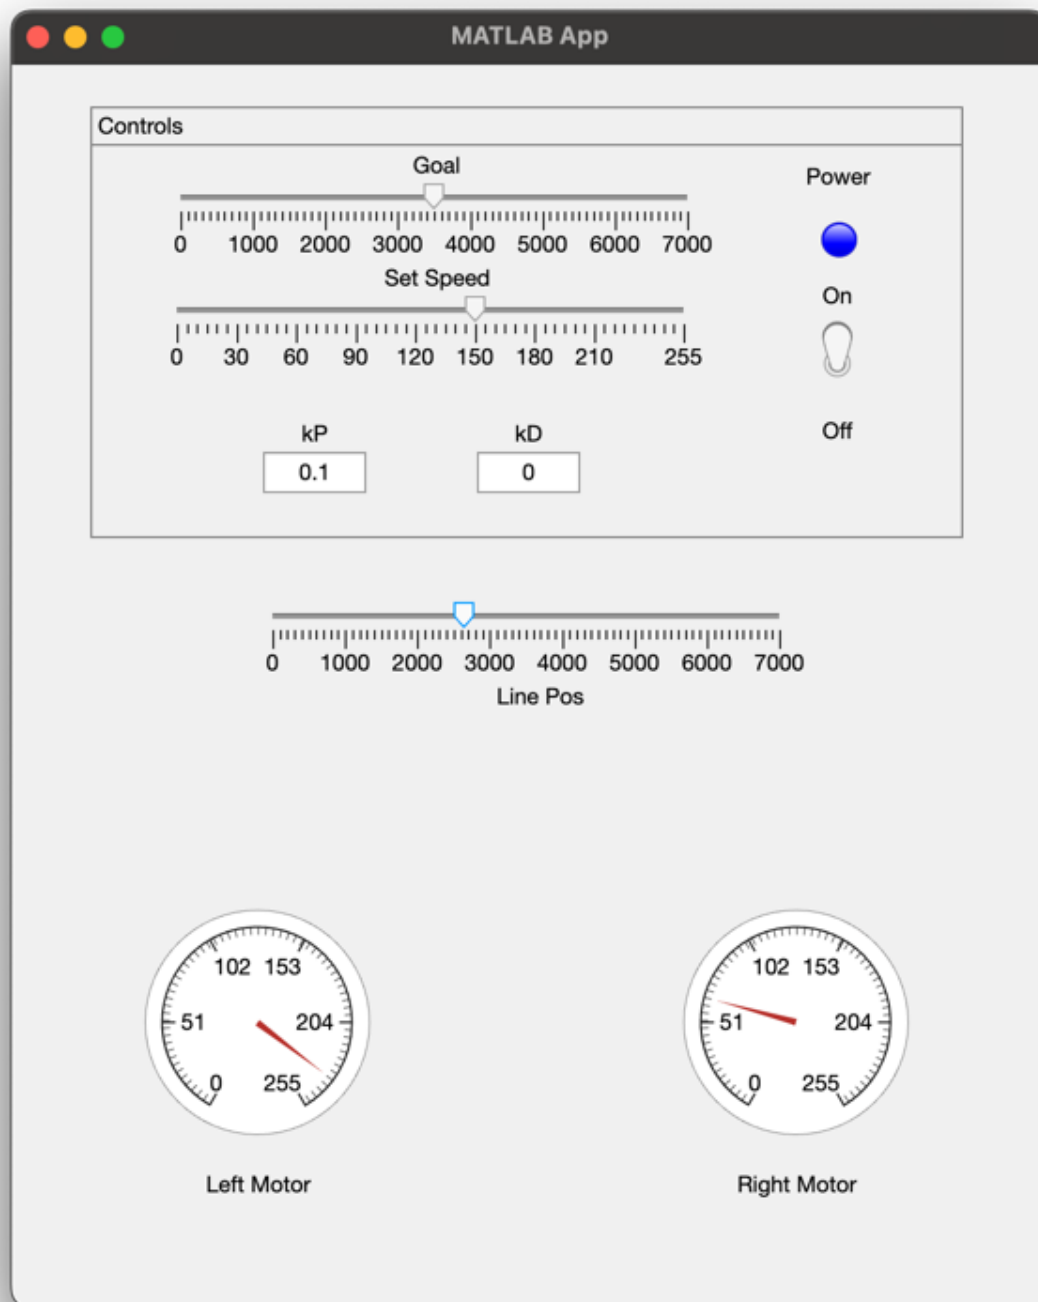 MATLAB App
Controls
Goal
0 1000 2000 3000 4000 5000 6000 7000
Set Speed
0 30 60 90 120 150 180 210 255
kP
0.1
kD
0
Power
On
Off
0 1000 2000 3000 4000 5000 6000 7000
Line Pos
0 51 102 153 204 255
Left Motor
0 51 102 153 204 255
Right Motor